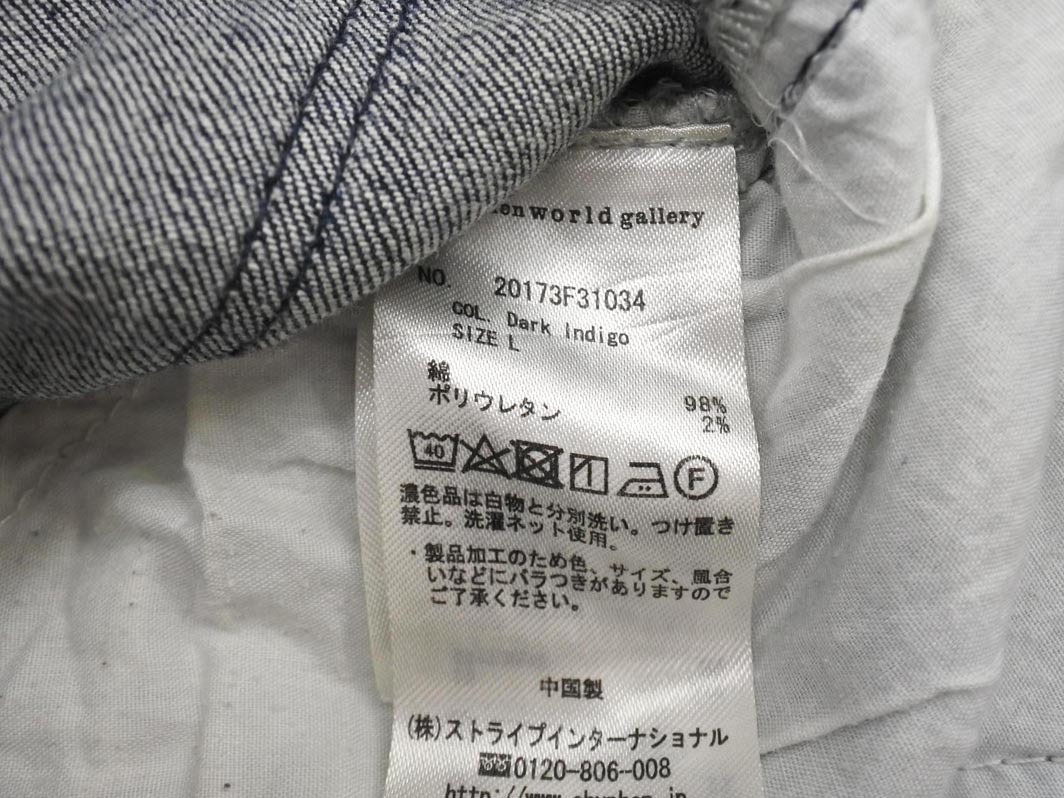 world gallery
NO. 20173F31034
COL. Dark Indigo
SIZE L
綿 98%
ポリウレタン 2%
40 F
濃色品は白物と分別洗い。つけ置き
禁止。洗濯ネット使用。
・製品加工のため色、サイズ、風合
いなどにバラつきがありますので
ご了承ください。
中国製
(株)ストライプインターナショナル
0120-806-008